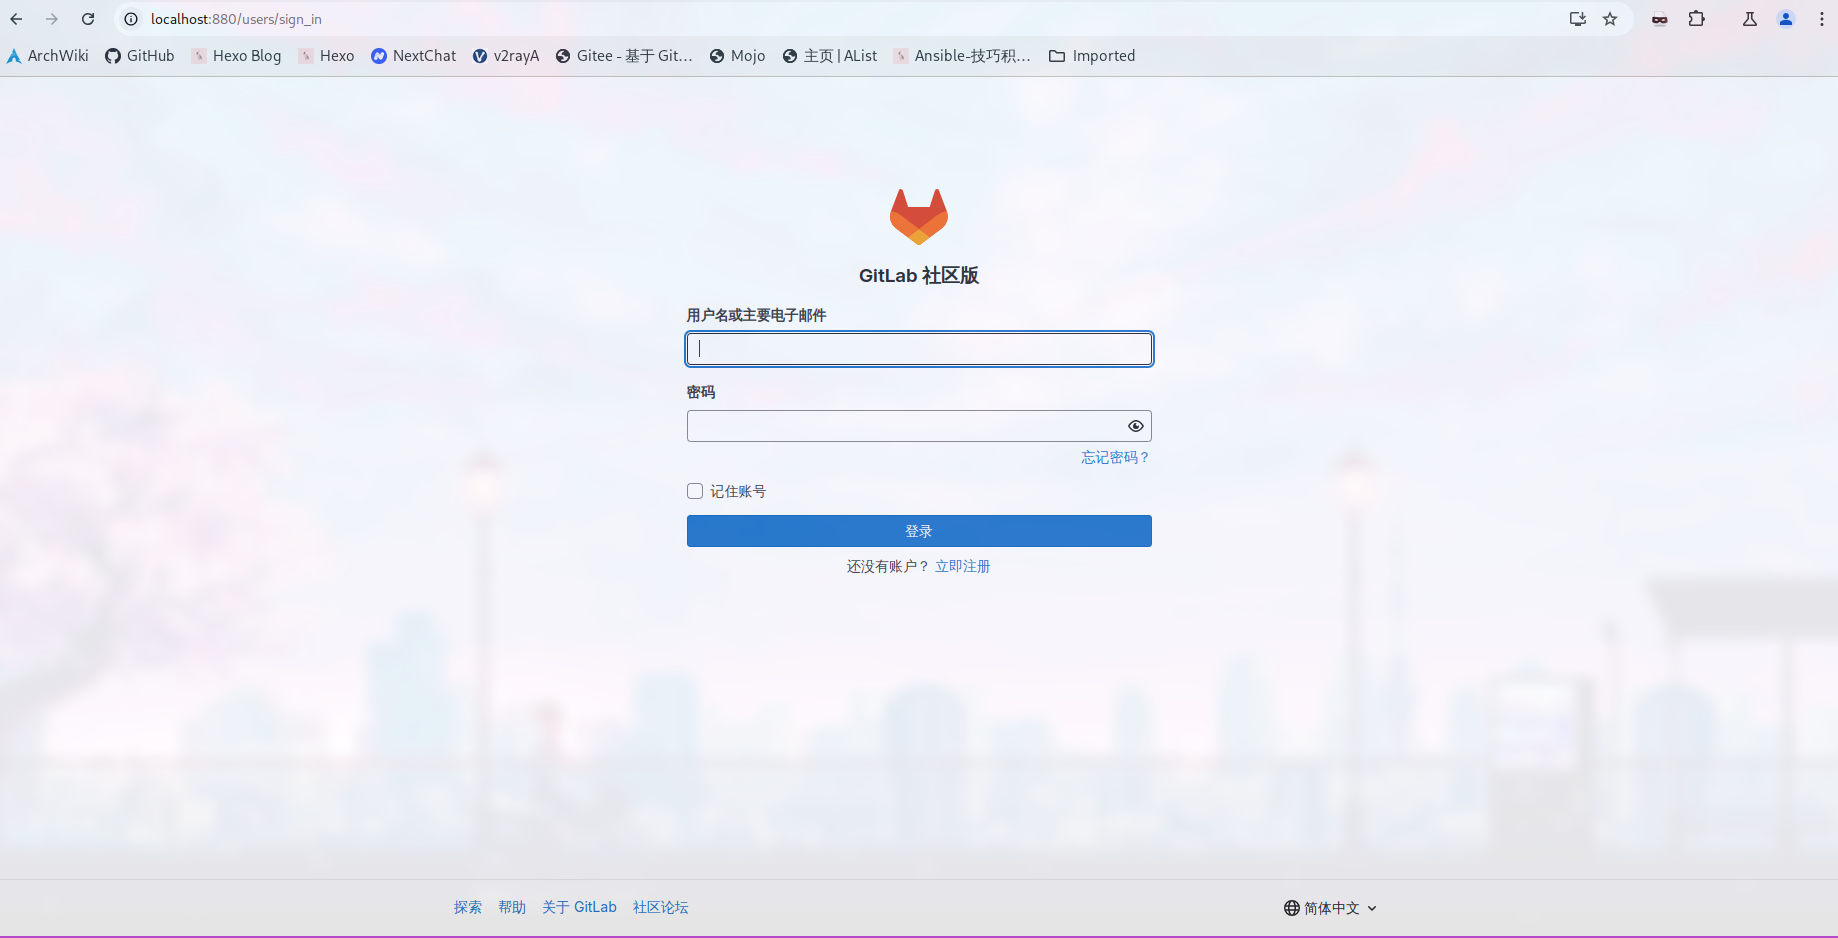 localhost:880/users/sign_in
ArchWiki GitHub Hexo Blog Hexo NextChat v2rayA Gitee - 基于 Git... Mojo 主页 | AList Ansible-技巧积... Imported
GitLab 社区版
用户名或主要电子邮件
密码
忘记密码？
记住账号
登录
还没有账户？ 立即注册
探索 帮助 关于 GitLab 社区论坛 简体中文